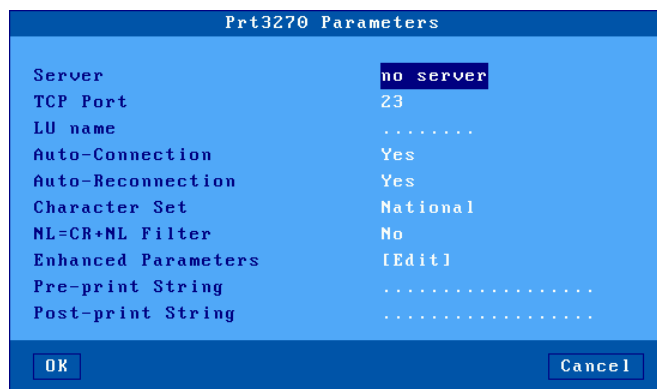 Prt3270 Parameters
Server no server
TCP Port 23
LU name ........
Auto-Connection Yes
Auto-Reconnection Yes
Character Set National
NL=CR+NL Filter No
Enhanced Parameters [Edit]
Pre-print String ..................
Post-print String ..................
OK Cancel